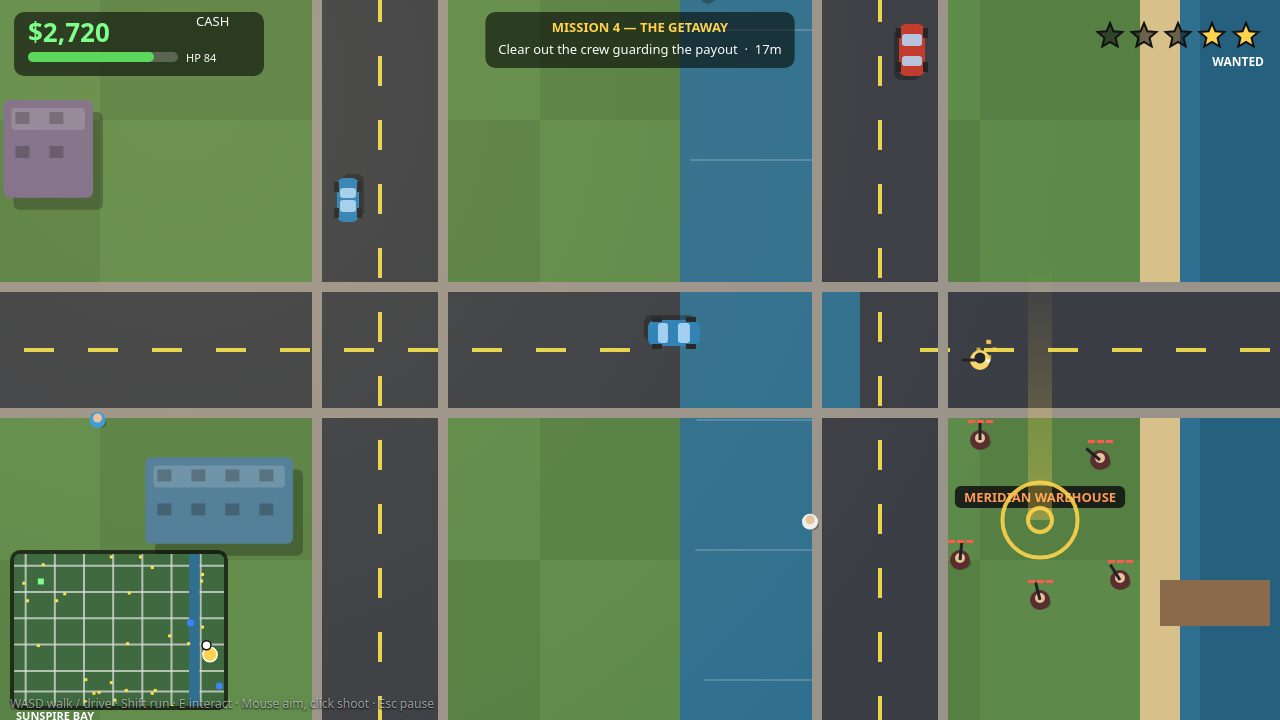 CASH
$2,720
HP 84
MISSION 4 — THE GETAWAY
Clear out the crew guarding the payout · 17m
WANTED
MERIDIAN WAREHOUSE
WASD walk / drive · Shift run · E interact · Mouse aim, click shoot · Esc pause
SUNSPIRE BAY